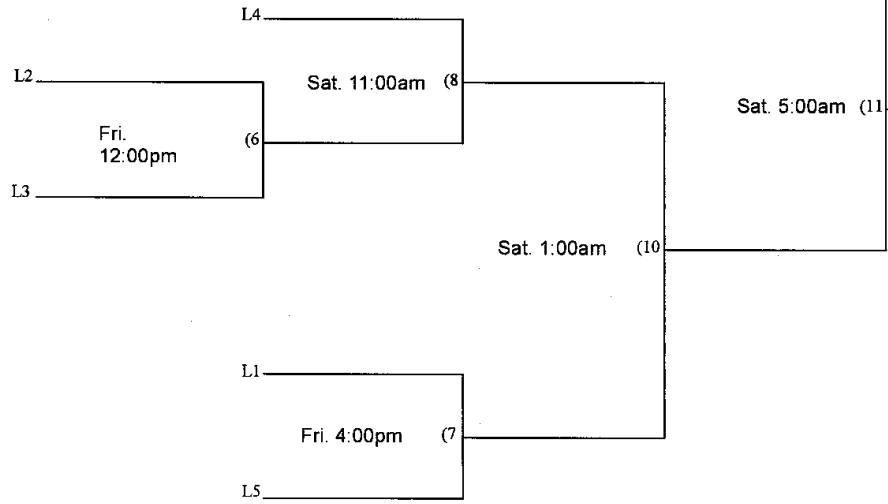 L4
L2
Sat. 11:00am (8
Sat. 5:00am (11
Fri.
12:00pm
(6
L3
Sat. 1:00am (10
L1
Fri. 4:00pm (7
L5